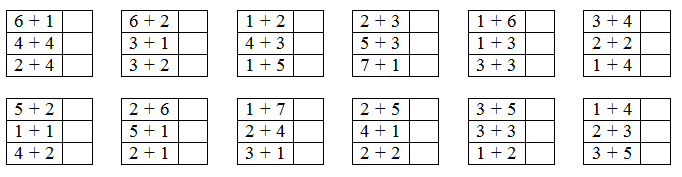 6 + 1 6 + 2 1 + 2 2 + 3 1 + 6 3 + 4
4 + 4 3 + 1 4 + 3 5 + 3 1 + 3 2 + 2
2 + 4 3 + 2 1 + 5 7 + 1 3 + 3 1 + 4
5 + 2 2 + 6 1 + 7 2 + 5 3 + 5 1 + 4
1 + 1 5 + 1 2 + 4 4 + 1 3 + 3 2 + 3
4 + 2 2 + 1 3 + 1 2 + 2 1 + 2 3 + 5